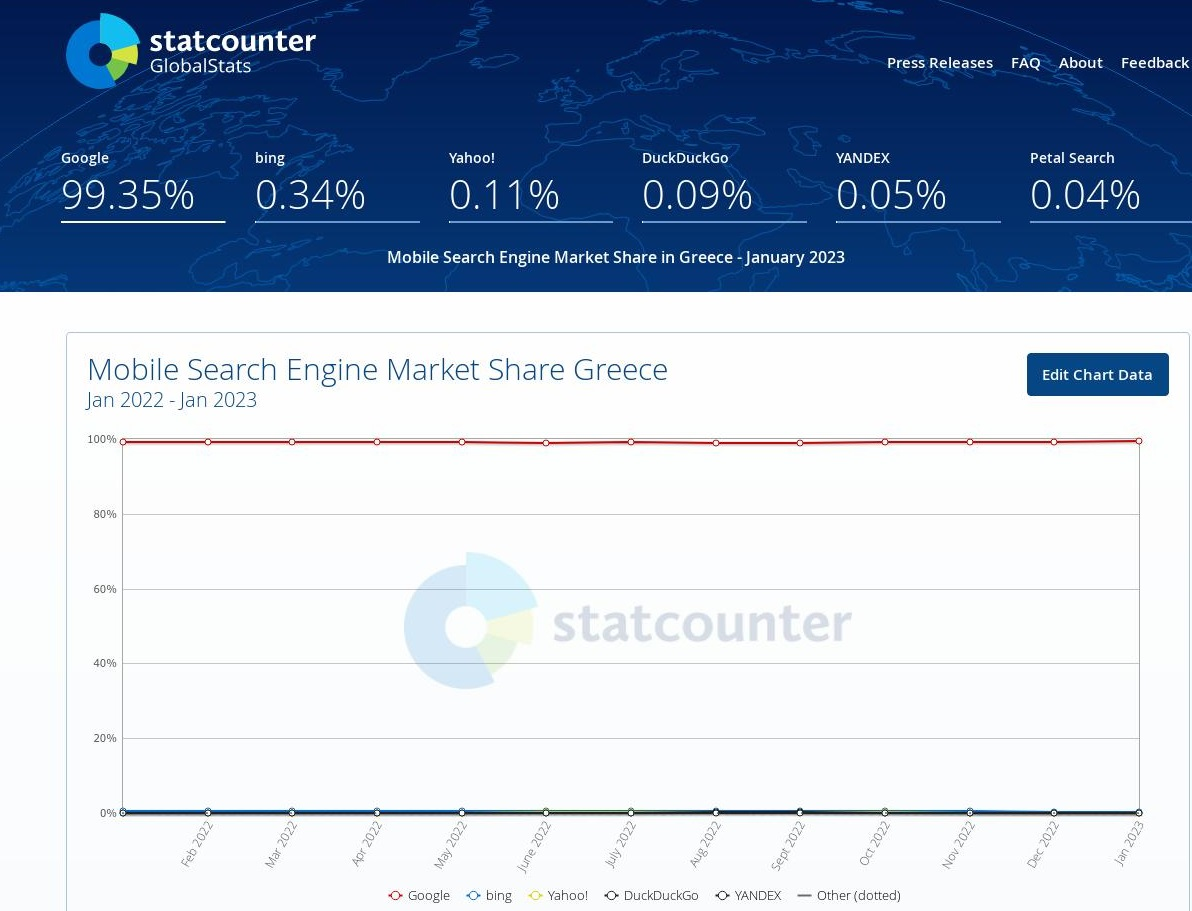 statcounter
GlobalStats
Press Releases FAQ About Feedback
Google bing Yahoo! DuckDuckGo YANDEX Petal Search
99.35% 0.34% 0.11% 0.09% 0.05% 0.04%
Mobile Search Engine Market Share in Greece - January 2023
Mobile Search Engine Market Share Greece
Jan 2022 - Jan 2023
Edit Chart Data
100%
80%
60%
statcounter
40%
20%
0%
Feb 2022 Mar 2022 Apr 2022 May 2022 June 2022 July 2022 Aug 2022 Sept 2022 Oct 2022 Nov 2022 Dec 2022 Jan 2023
Google bing Yahoo! DuckDuckGo YANDEX Other (dotted)